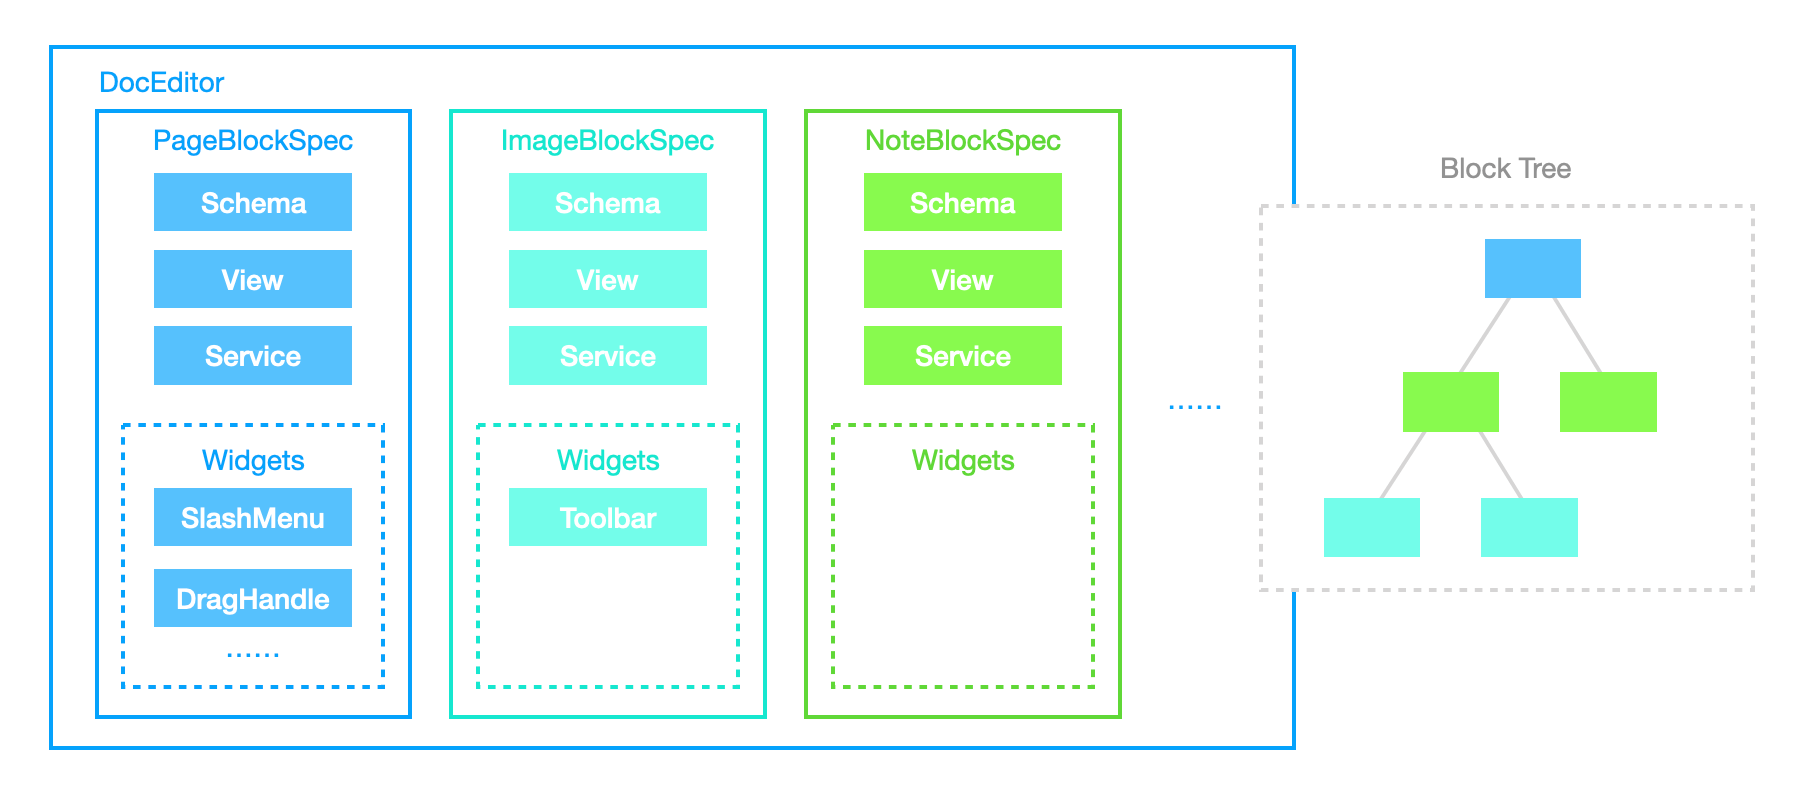 DocEditor
PageBlockSpec
Schema
View
Service
Widgets
SlashMenu
DragHandle
......
ImageBlockSpec
Schema
View
Service
Widgets
Toolbar
NoteBlockSpec
Schema
View
Service
Widgets
......
Block Tree